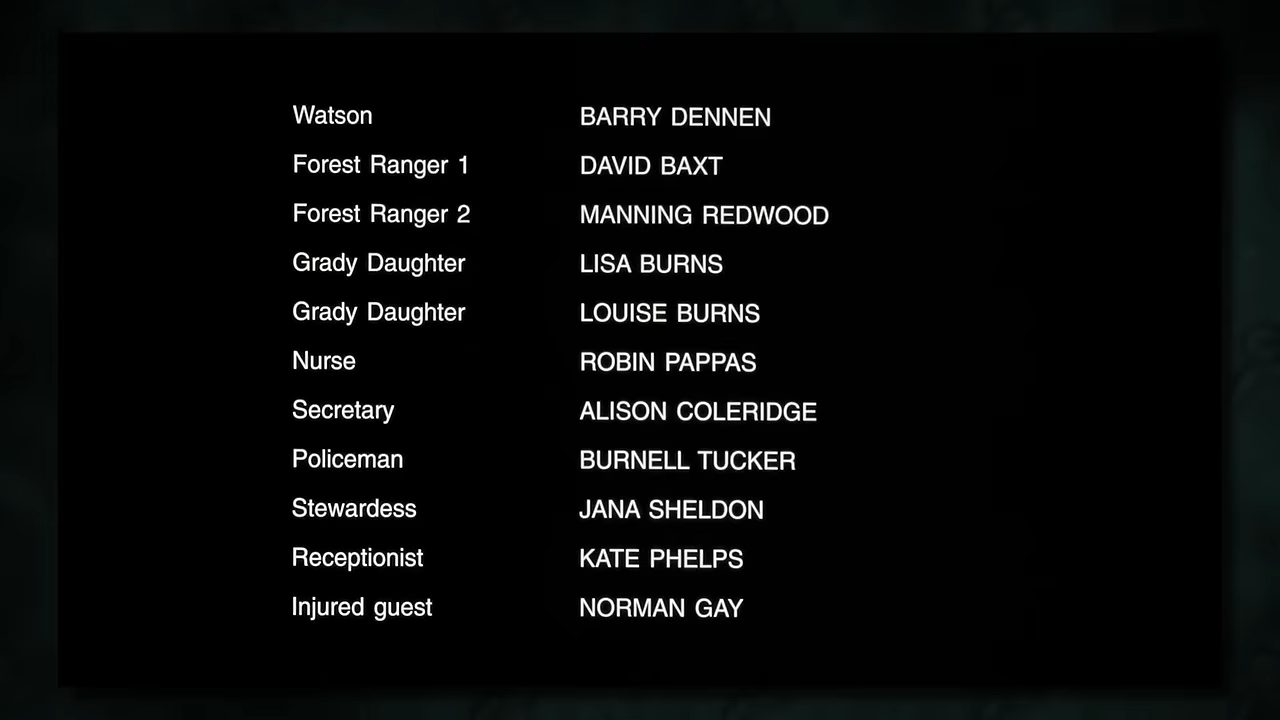 Watson BARRY DENNEN
Forest Ranger 1 DAVID BAXT
Forest Ranger 2 MANNING REDWOOD
Grady Daughter LISA BURNS
Grady Daughter LOUISE BURNS
Nurse ROBIN PAPPAS
Secretary ALISON COLERIDGE
Policeman BURNELL TUCKER
Stewardess JANA SHELDON
Receptionist KATE PHELPS
Injured guest NORMAN GAY